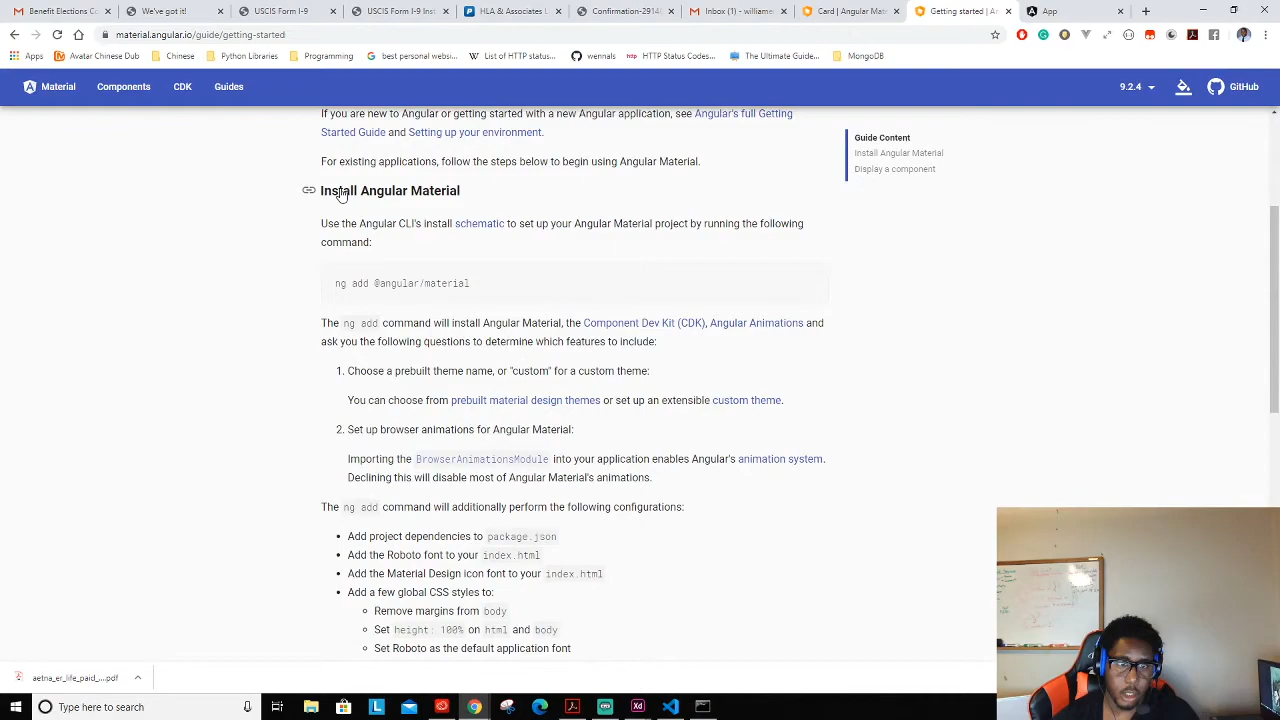 Benefit Elections Co
We've got it!
USCIS Form I-9
USCIS Form I-9 Inst
HLA & Associates I
Confirmation-2914
Inbox (1) - williams
Card | Angular Mat
Getting started | An
App
material.angular.io/guide/getting-started
Apps
Avatar Chinese Dub
Chinese
Python Libraries
Programming
best personal websi...
List of HTTP status...
wennals
HTTP Status Codes...
The Ultimate Guide...
MongoDB
Material
Components
CDK
Guides
9.2.4
GitHub
If you are new to Angular or getting started with a new Angular application, see Angular's full Getting
Started Guide and Setting up your environment.
For existing applications, follow the steps below to begin using Angular Material.
Install Angular Material
Use the Angular CLI's install schematic to set up your Angular Material project by running the following
command:
ng add @angular/material
The ng add command will install Angular Material, the Component Dev Kit (CDK), Angular Animations and
ask you the following questions to determine which features to include:
1. Choose a prebuilt theme name, or "custom" for a custom theme:
You can choose from prebuilt material design themes or set up an extensible custom theme.
2. Set up browser animations for Angular Material:
Importing the BrowserAnimationsModule into your application enables Angular's animation system.
Declining this will disable most of Angular Material's animations.
The ng add command will additionally perform the following configurations:
Add project dependencies to package.json
Add the Roboto font to your index.html
Add the Material Design icon font to your index.html
Add a few global CSS styles to:
Remove margins from body
Set height: 100% on html and body
Set Roboto as the default application font
Guide Content
Install Angular Material
Display a component
aetna_er_life_paid_....pdf
Type here to search